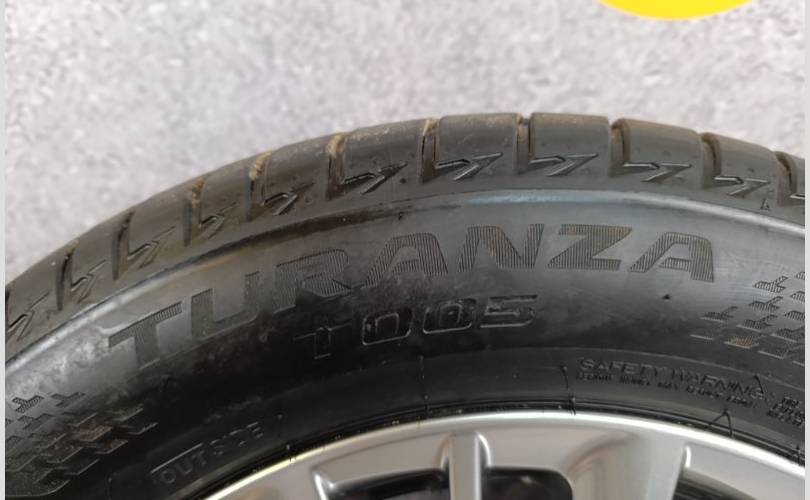 TURANZA
T005
SAFETY WARNING:
OUTSIDE